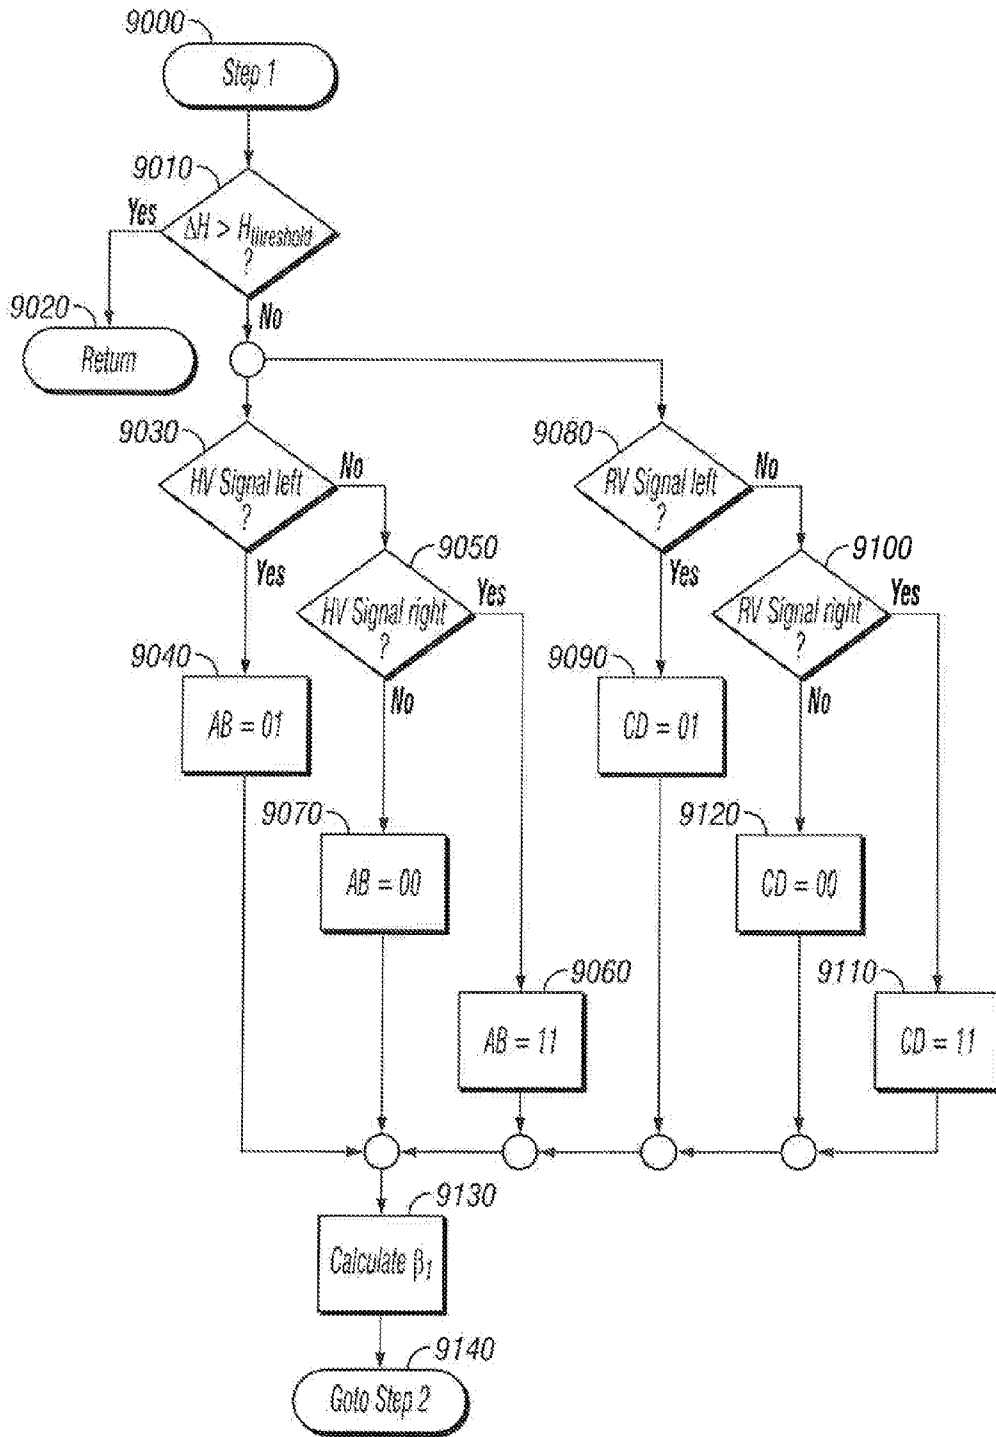 9000
Step 1
9010
Yes
ΔH > Hthreshold
?
No
9020
Return
9030
HV Signal left
?
No
Yes
9080
RV Signal left
?
No
Yes
9050
HV Signal right
?
Yes
No
9100
RV Signal right
?
Yes
No
9040
AB = 01
9090
CD = 01
9070
AB = 00
9120
CD = 00
9060
AB = 11
9110
CD = 11
9130
Calculate β1
9140
Goto Step 2